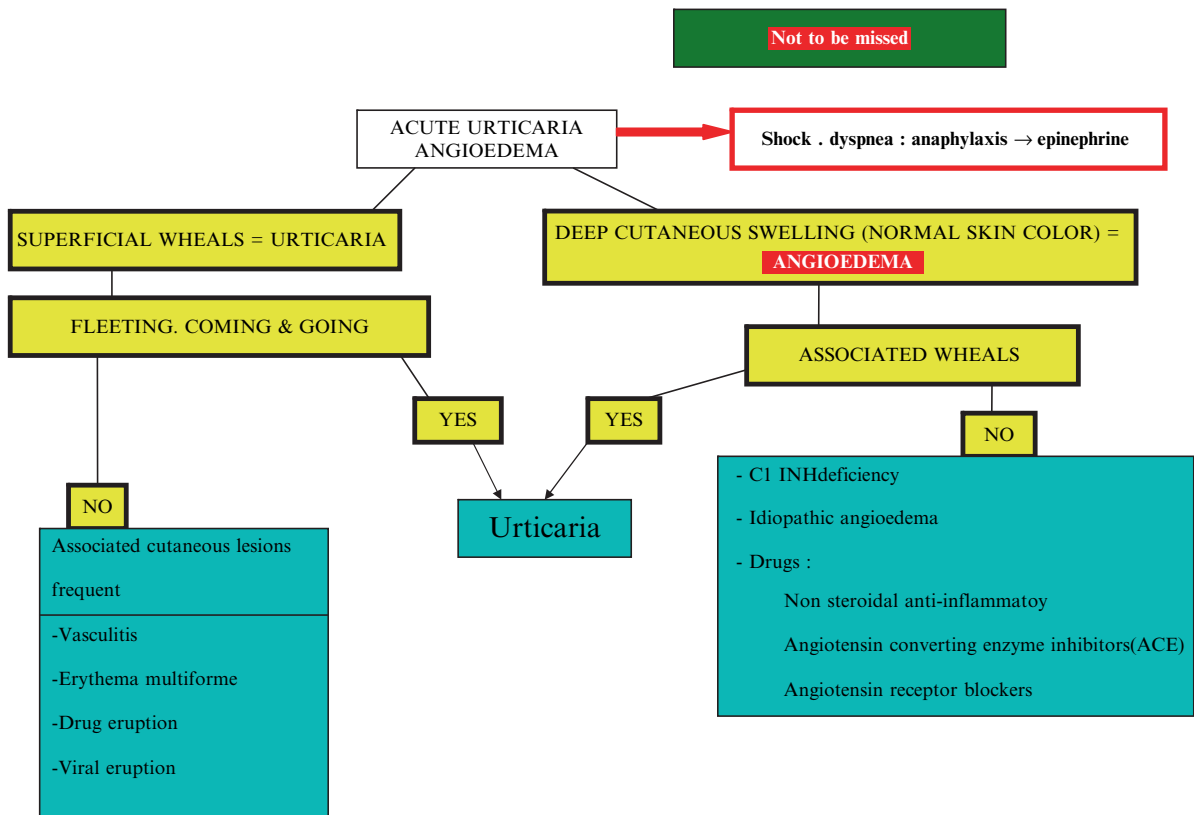 Not to be missed
ACUTE URTICARIA
ANGIOEDEMA
Shock . dyspnea : anaphylaxis → epinephrine
SUPERFICIAL WHEALS = URTICARIA
DEEP CUTANEOUS SWELLING (NORMAL SKIN COLOR) =
ANGIOEDEMA
FLEETING. COMING & GOING
ASSOCIATED WHEALS
YES
YES
NO
NO
Urticaria
Associated cutaneous lesions
frequent
-Vasculitis
-Erythema multiforme
-Drug eruption
-Viral eruption
- C1 INHdeficiency
- Idiopathic angioedema
- Drugs :
Non steroidal anti-inflammatoy
Angiotensin converting enzyme inhibitors(ACE)
Angiotensin receptor blockers